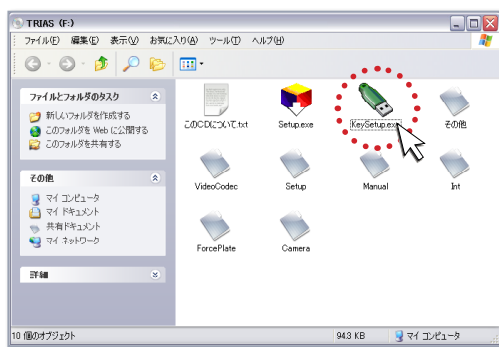 TRIAS (F:)
ファイル(F) 編集(E) 表示(V) お気に入り(A) ツール(T) ヘルプ(H)
ファイルとフォルダのタスク
新しいフォルダを作成する
このフォルダを Web に公開する
このフォルダを共有する
その他
マイ コンピュータ
マイ ドキュメント
共有ドキュメント
マイ ネットワーク
詳細
このCDについて.txt Setup.exe KeySetup.exe その他
VideoCodec Setup Manual Int
ForcePlate Camera
10 個のオブジェクト 94.3 KB マイ コンピュータ